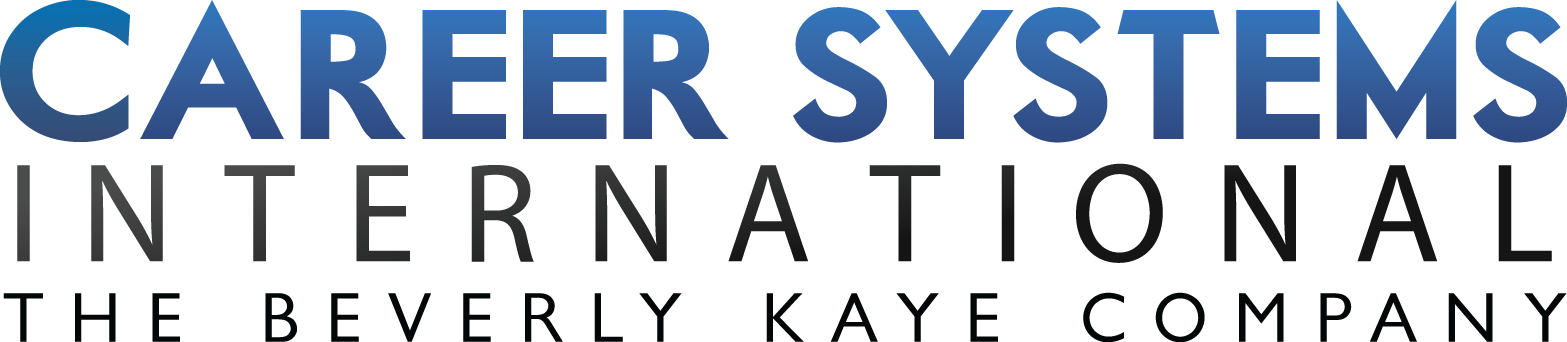 CAREER SYSTEMS
INTERNATIONAL
THE BEVERLY KAYE COMPANY